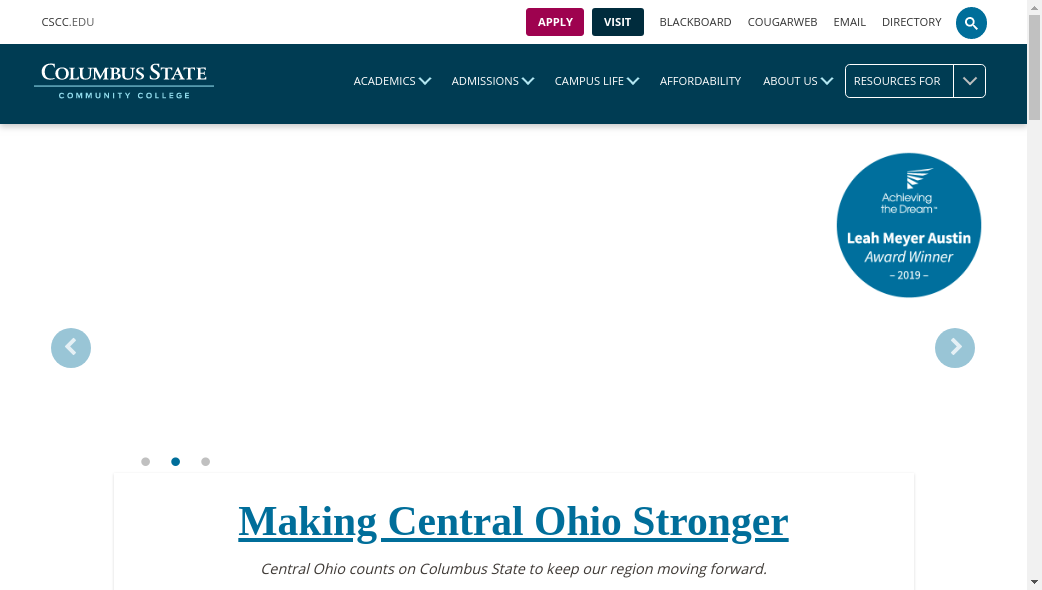 CSCC.EDU
APPLY
VISIT
BLACKBOARD
COUGARWEB
EMAIL
DIRECTORY
COLUMBUS STATE
COMMUNITY COLLEGE
ACADEMICS
ADMISSIONS
CAMPUS LIFE
AFFORDABILITY
ABOUT US
RESOURCES FOR
Achieving
the Dream™
Leah Meyer Austin
Award Winner
– 2019 –
Making Central Ohio Stronger
Central Ohio counts on Columbus State to keep our region moving forward.